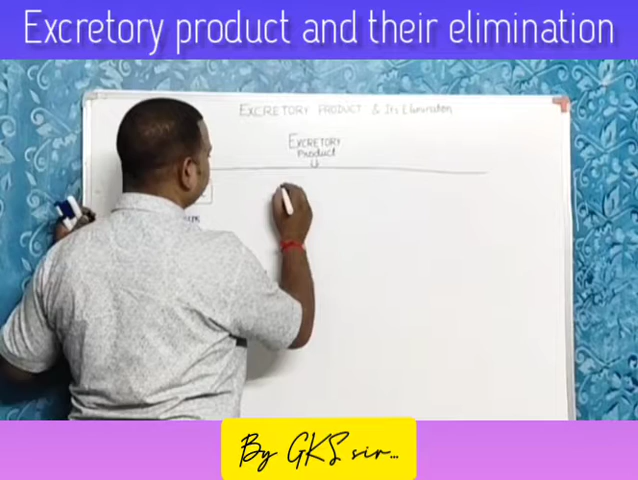 Excretory product and their elimination
EXCRETORY PRODUCT & Its Elimination
EXCRETORY
Product
By GKS sir...